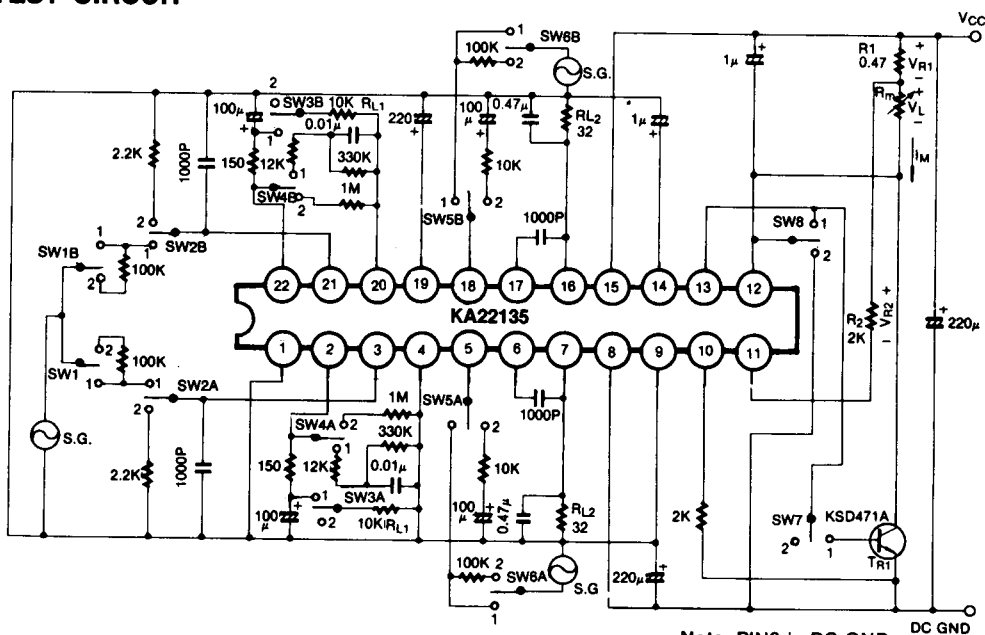 TEST CIRCUIT
VCC
1
SW6B
100K
2
S.G.
1μ
R1
0.47
+
VR1
−
Rm
+
VL
−
IM
2
100μ
+
SW3B
10K
RL1
0.01μ
1
220
+
100
μ
+
0.47μ
RL2
32
1μ
+
2.2K
1000P
150
12K
330K
10K
1
1M
SW4B
2
1
2
SW5B
1000P
SW8
1
2
2
SW2B
1
1
SW1B
2
100K
22
21
20
19
18
17
16
15
14
13
12
KA22135
R2
2K
+
VR2
−
220μ
+
1
2
3
4
5
6
7
8
9
10
11
2
SW1
100K
1
1
SW2A
2
1M
SW4A
2
330K
1
SW5A
1
2
1000P
S.G.
2.2K
1000P
150
12K
0.01μ
10K
1
SW3A
2
10K
RL1
100
μ
+
100
μ
+
0.47μ
RL2
32
2K
SW7
2
1
KSD471A
TR1
100K
2
SW6A
1
S.G
220μ
+
DC GND